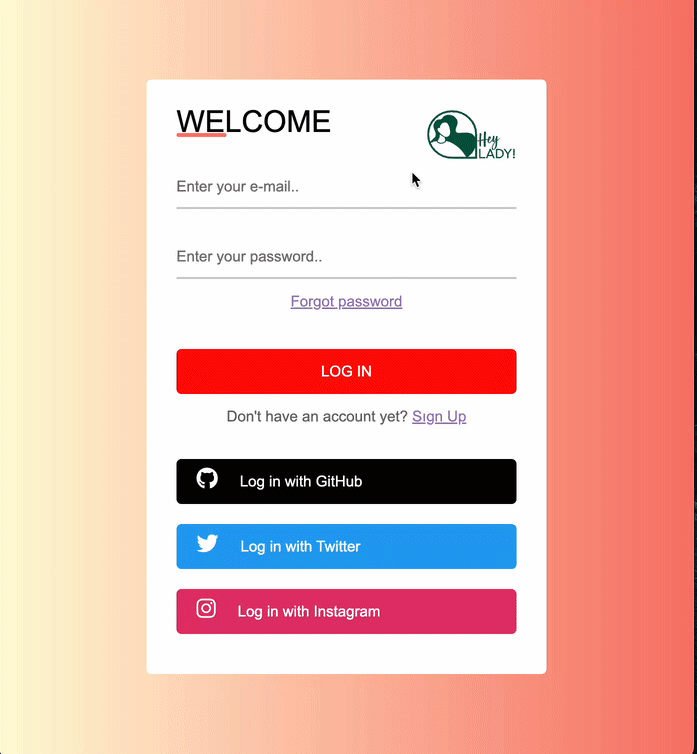 WELCOME
Hey
LADY!
Enter your e-mail..
Enter your password..
Forgot password
LOG IN
Don't have an account yet? Sıgn Up
Log in with GitHub
Log in with Twitter
Log in with Instagram